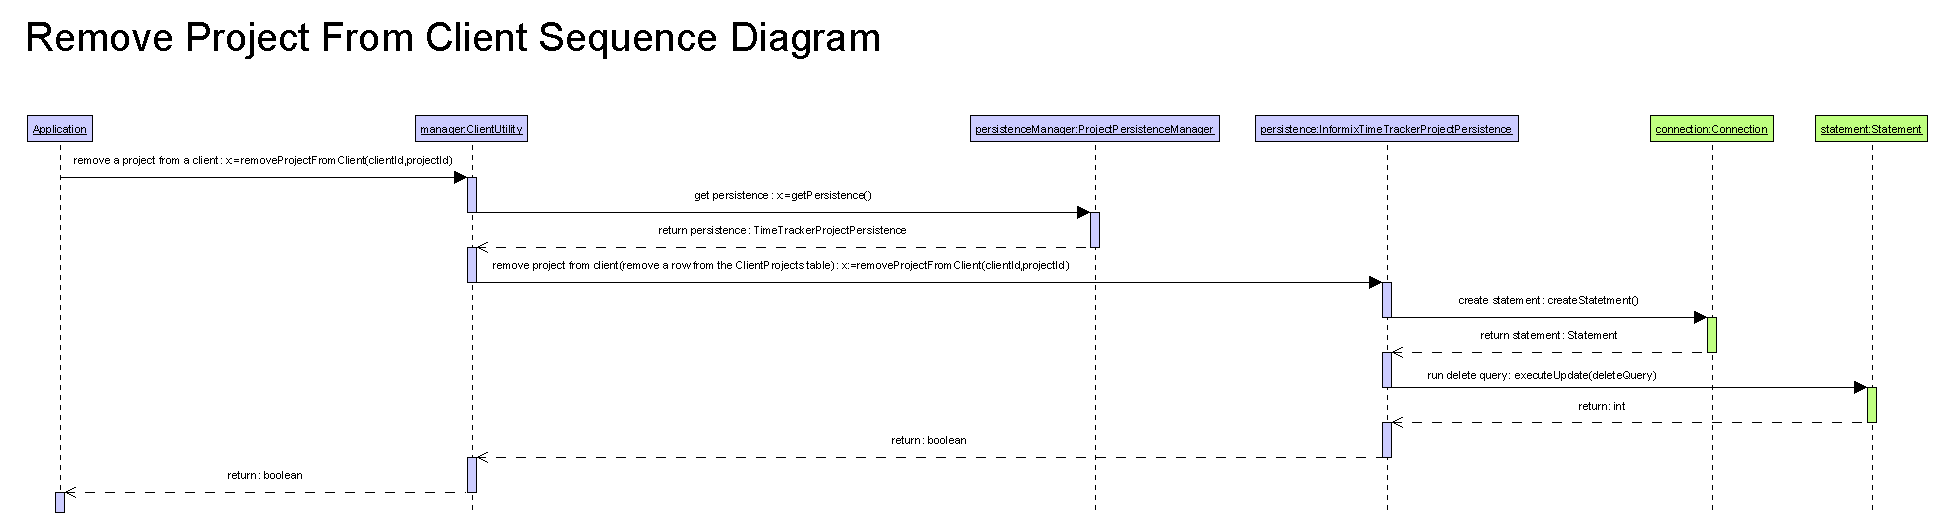 Remove Project From Client Sequence Diagram
Application
manager:ClientUtility
persistenceManager:ProjectPersistenceManager
persistence:InformixTimeTrackerProjectPersistence
connection:Connection
statement:Statement
remove a project from a client : x:=removeProjectFromClient(clientId,projectId)
get persistence : x:=getPersistence()
return persistence : TimeTrackerProjectPersistence
remove project from client(remove a row from the ClientProjects table) : x:=removeProjectFromClient(clientId,projectId)
create statement : createStatetment()
return statement : Statement
run delete query : executeUpdate(deleteQuery)
return : int
return : boolean
return : boolean